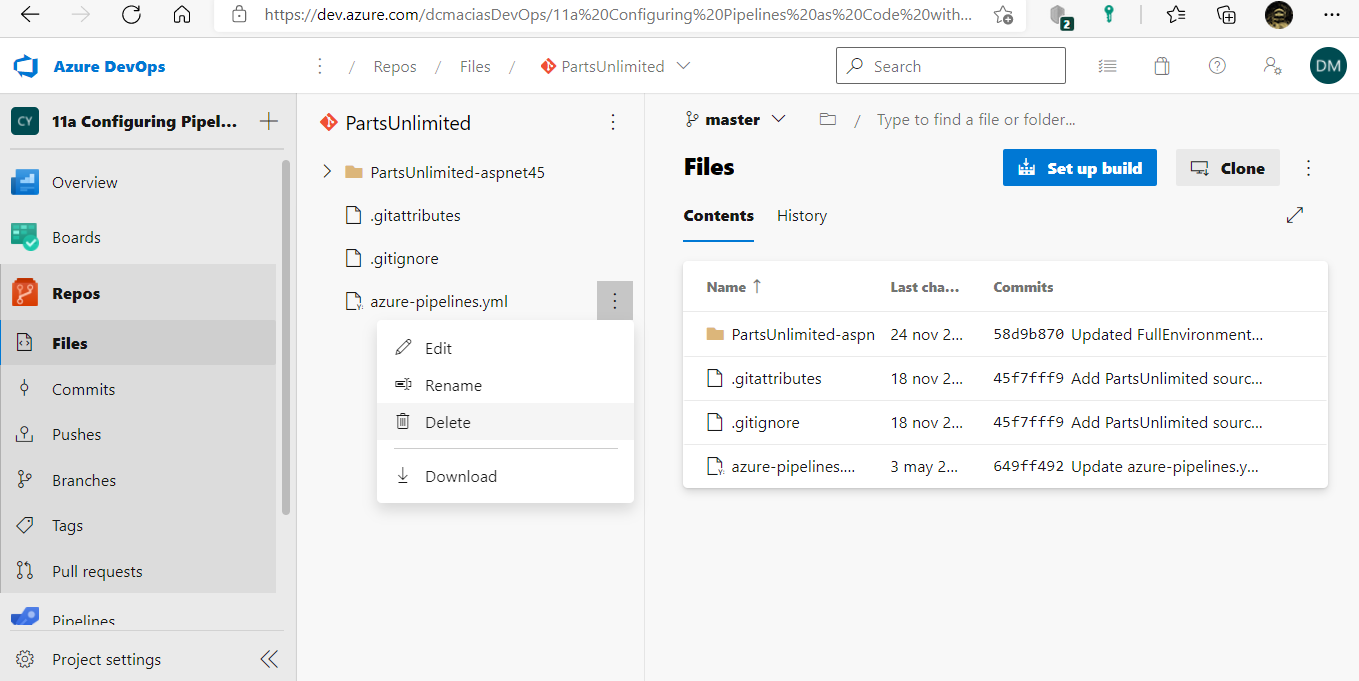 https://dev.azure.com/dcmaciasDevOps/11a%20Configuring%20Pipelines%20as%20Code%20with...
2
Azure DevOps
/ Repos / Files / PartsUnlimited
Search
DM
CY 11a Configuring Pipel...
Overview
Boards
Repos
Files
Commits
Pushes
Branches
Tags
Pull requests
Pipelines
Project settings
PartsUnlimited
PartsUnlimited-aspnet45
.gitattributes
.gitignore
azure-pipelines.yml
Edit
Rename
Delete
Download
master / Type to find a file or folder...
Files
Set up build
Clone
Contents History
Name Last cha... Commits
PartsUnlimited-aspn 24 nov 2... 58d9b870 Updated FullEnvironment...
.gitattributes 18 nov 2... 45f7fff9 Add PartsUnlimited sourc...
.gitignore 18 nov 2... 45f7fff9 Add PartsUnlimited sourc...
azure-pipelines.... 3 may 2... 649ff492 Update azure-pipelines.y...